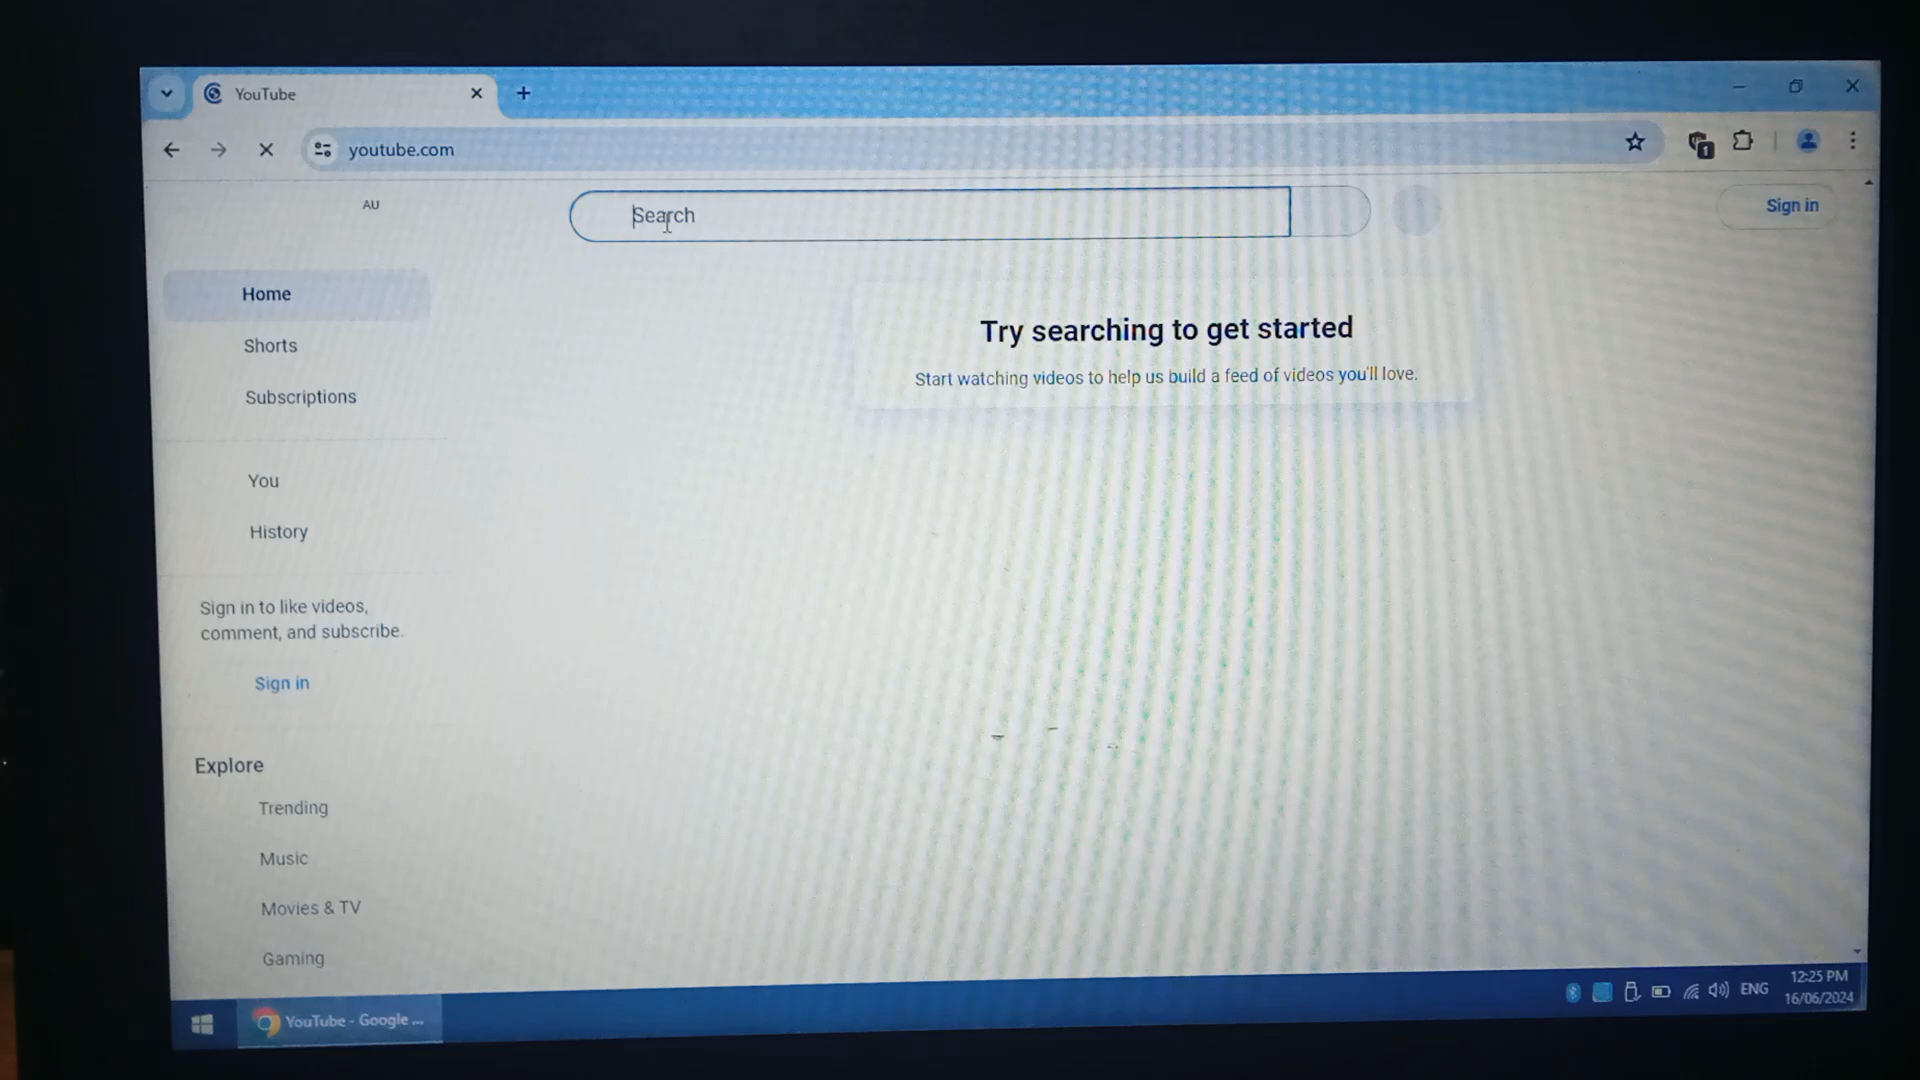 YouTube
youtube.com
AU
Search
Sign in
Home
Shorts
Subscriptions
You
History
Sign in to like videos,
comment, and subscribe.
Sign in
Explore
Trending
Music
Movies & TV
Gaming
Try searching to get started
Start watching videos to help us build a feed of videos you'll love.
1
YouTube - Google ...
ENG
12:25 PM
16/06/2024